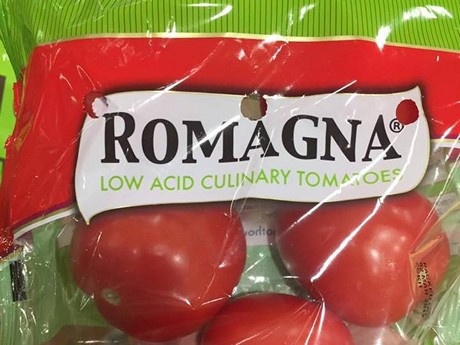 ROMAGNA®
LOW ACID CULINARY TOMATOES